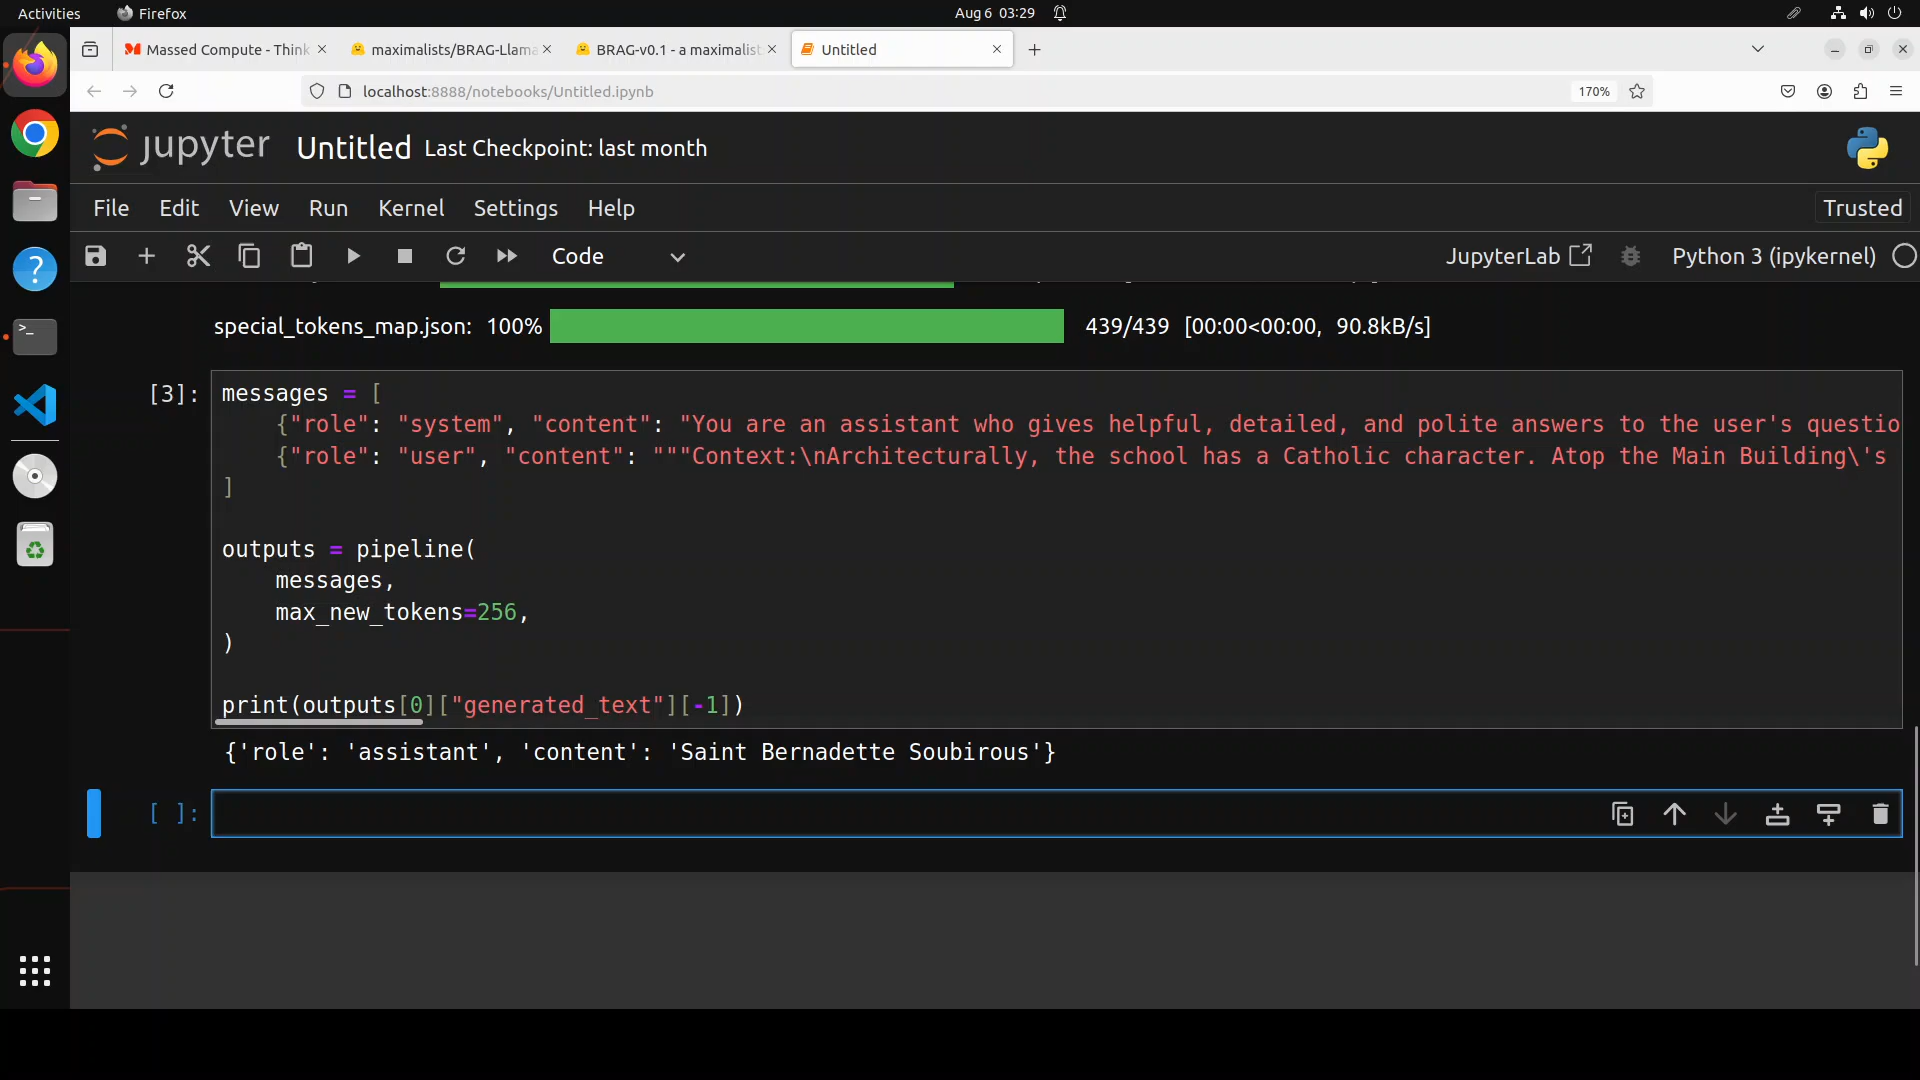 Activities
Firefox
Aug 6 03:29
Massed Compute - Think
maximalists/BRAG-Llama
BRAG-v0.1 - a maximalist
Untitled
localhost:8888/notebooks/Untitled.ipynb
170%
jupyter
Untitled
Last Checkpoint: last month
File
Edit
View
Run
Kernel
Settings
Help
Trusted
Code
JupyterLab
Python 3 (ipykernel)
special_tokens_map.json: 100%
439/439 [00:00<00:00, 90.8kB/s]
[3]:
messages = [
{"role": "system", "content": "You are an assistant who gives helpful, detailed, and polite answers to the user's questio
{"role": "user", "content": """Context:\nArchitecturally, the school has a Catholic character. Atop the Main Building\'s
]
outputs = pipeline(
messages,
max_new_tokens=256,
)
print(outputs[0]["generated_text"][-1])
{'role': 'assistant', 'content': 'Saint Bernadette Soubirous'}
[ ]: